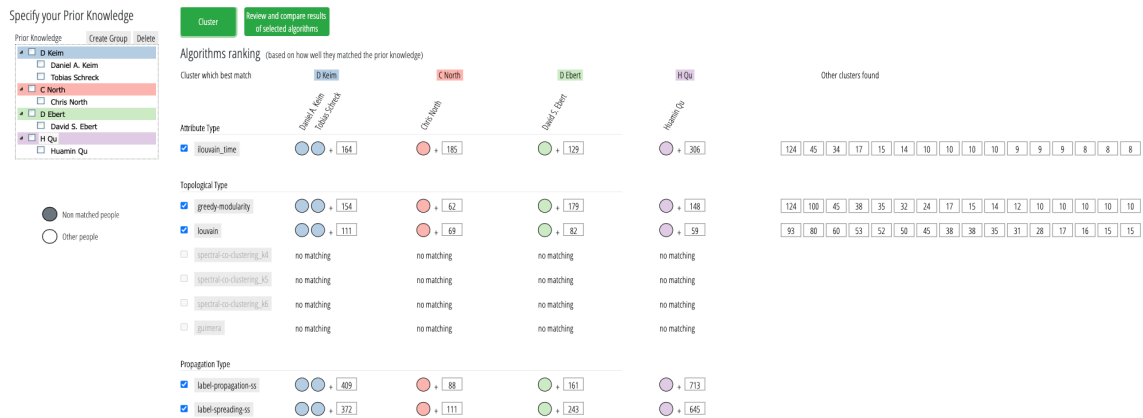 Specify your Prior Knowledge
Prior Knowledge Create Group Delete
D Keim
Daniel A. Keim
Tobias Schreck
C North
Chris North
D Ebert
David S. Ebert
H Qu
Huamin Qu
Non matched people
Other people
Cluster
Review and compare results
of selected algorithms
Algorithms ranking (based on how well they matched the prior knowledge)
Cluster which best match D Keim C North D Ebert H Qu Other clusters found
Daniel A. Keim
Tobias Schreck
Chris North
David S. Ebert
Huamin Qu
Attribute Type
ilouvain_time + 164 + 185 + 129 + 306 124 45 34 17 15 14 10 10 10 10 9 9 9 8 8 8
Topological Type
greedy-modularity + 154 + 62 + 179 + 148 124 100 45 38 35 32 24 17 15 14 12 10 10 10 10 10
louvain + 111 + 69 + 82 + 59 93 80 60 53 52 50 45 38 38 35 31 28 17 16 15 15
spectral-co-clustering_k4 no matching no matching no matching no matching
spectral-co-clustering_k5 no matching no matching no matching no matching
spectral-co-clustering_k6 no matching no matching no matching no matching
guimera no matching no matching no matching no matching
Propagation Type
label-propagation-ss + 409 + 88 + 161 + 713
label-spreading-ss + 372 + 111 + 243 + 645